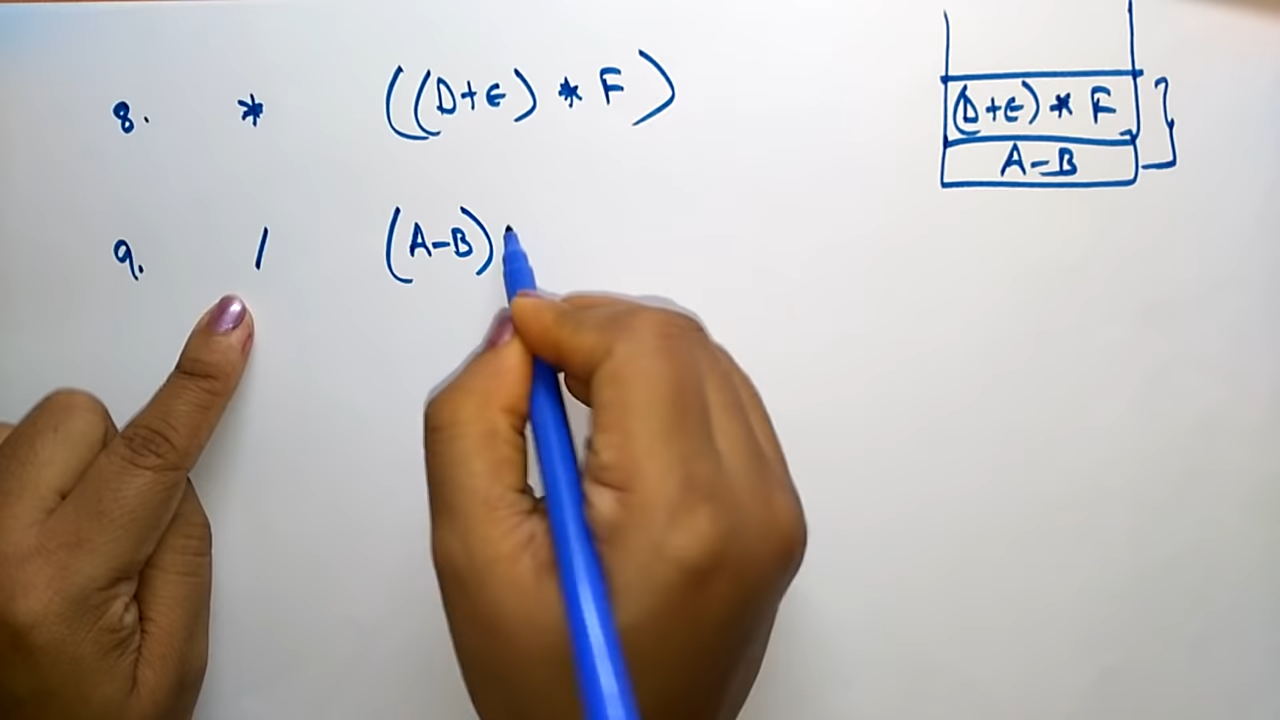 8. * ((D+E) * F)
(D+E) * F
A-B
9. / (A-B)